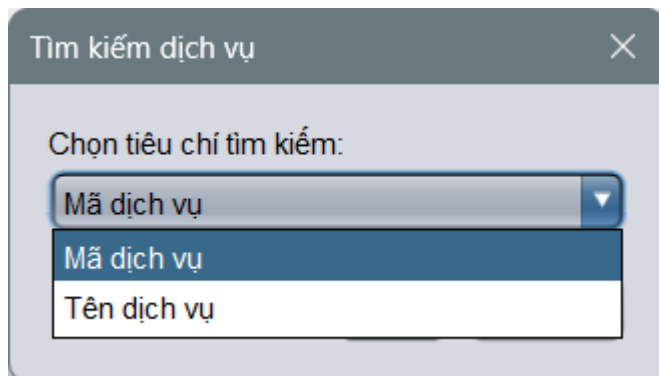 Tìm kiếm dịch vụ
Chọn tiêu chí tìm kiếm:
Mã dịch vụ
Mã dịch vụ
Tên dịch vụ